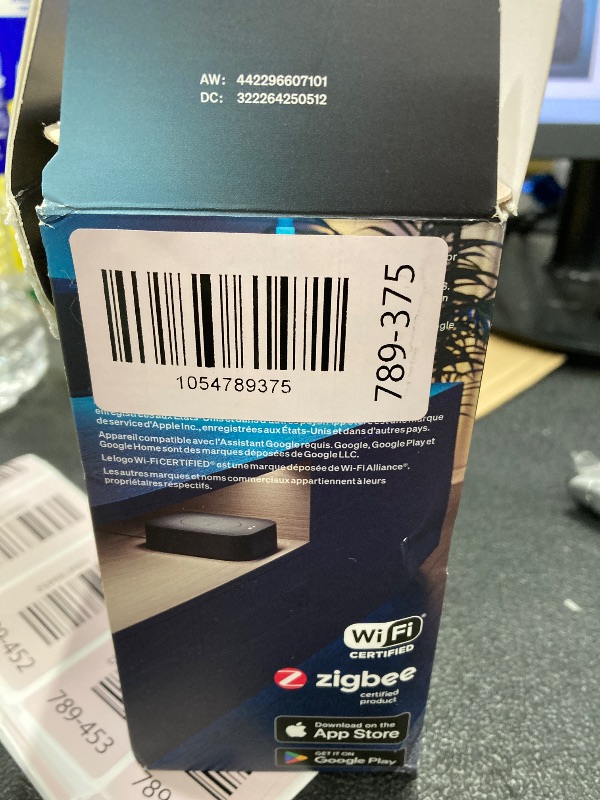 AW: 442296607101
DC: 322264250512
1054789375
789-375
or
s.
n
gle
de service d'Apple Inc., enregistrées aux États-Unis et dans d'autres pays.
Appareil compatible avec l'Assistant Google requis. Google, Google Play et
Google Home sont des marques déposées de Google LLC.
Le logo Wi-Fi CERTIFIED® est une marque déposée de Wi-Fi Alliance®.
Les autres marques et noms commerciaux appartiennent à leurs
propriétaires respectifs.
WiFi®
CERTIFIED
zigbee
certified
product
Download on the
App Store
GET IT ON
Google Play
9-452
789-453
789